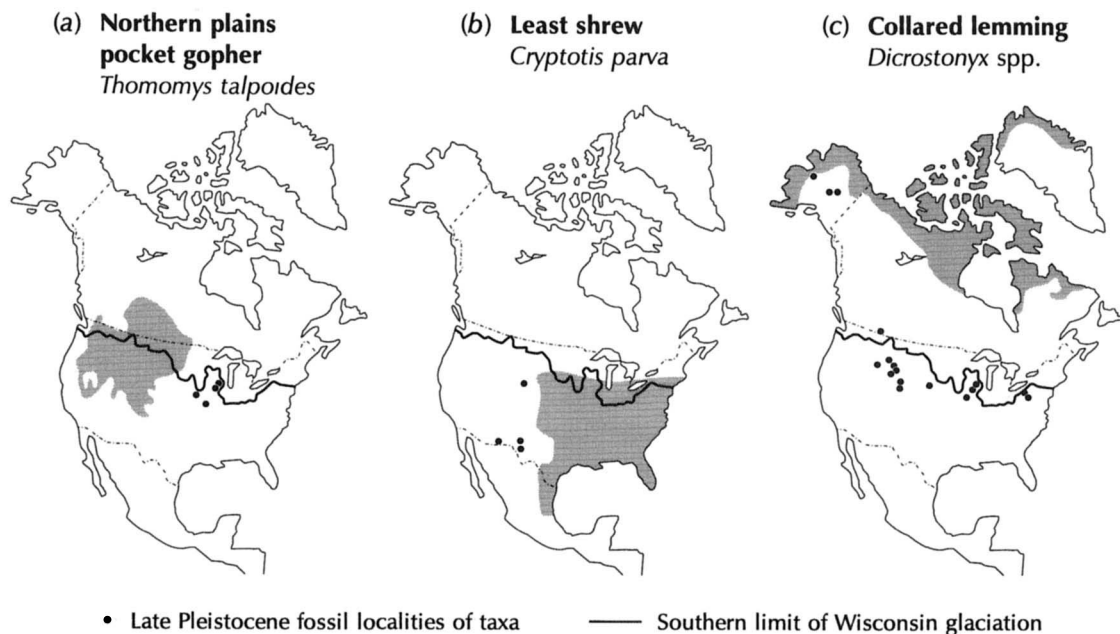 (a) Northern plains
pocket gopher
Thomomys talpoides
(b) Least shrew
Cryptotis parva
(c) Collared lemming
Dicrostonyx spp.
• Late Pleistocene fossil localities of taxa
— Southern limit of Wisconsin glaciation